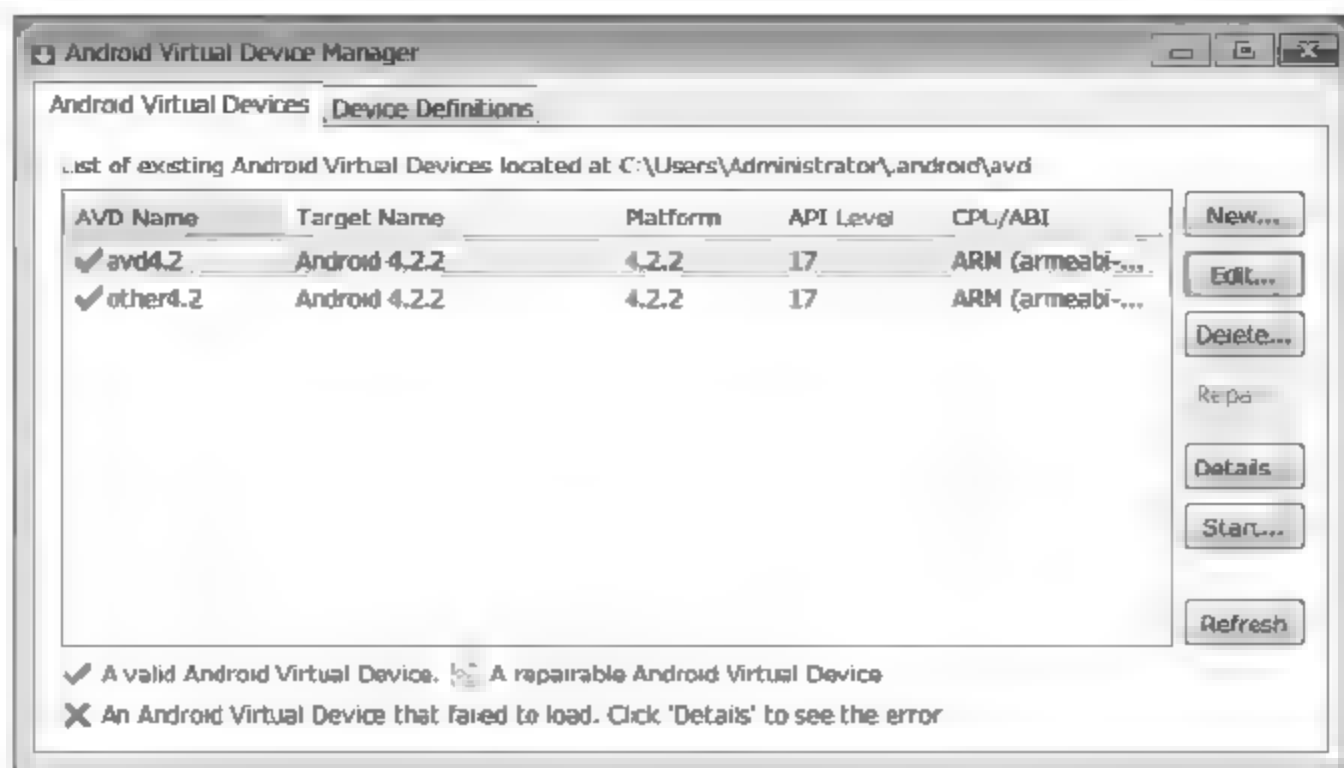 Android Virtual Device Manager
Android Virtual Devices Device Definitions
List of existing Android Virtual Devices located at C:\Users\Administrator\.android\avd
AVD Name Target Name Platform API Level CPU/ABI New...
avd4.2 Android 4.2.2 4.2.2 17 ARM (armeabi-...
Edit...
other4.2 Android 4.2.2 4.2.2 17 ARM (armeabi-...
Delete...
Details...
Start...
Refresh
A valid Android Virtual Device. A repairable Android Virtual Device
An Android Virtual Device that failed to load. Click 'Details' to see the error